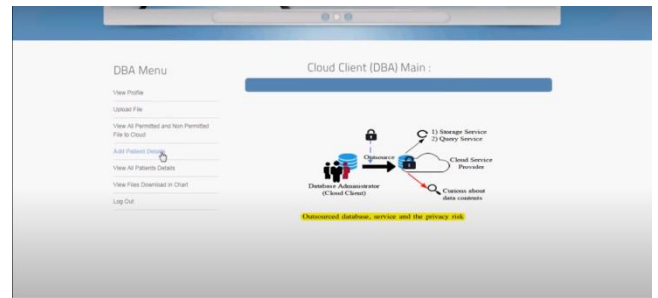 DBA Menu
View Profile
Upload File
View All Permitted and Non Permitted
File to Cloud
Add Patient Details
View All Patients Details
View Files Download in Chart
Log Out
Cloud Client (DBA) Main :
1) Storage Service
2) Query Service
Outsource
Cloud Service
Provider
Database Administrator
(Cloud Client)
Curious about
data contents
Outsourced database, service and the privacy risk